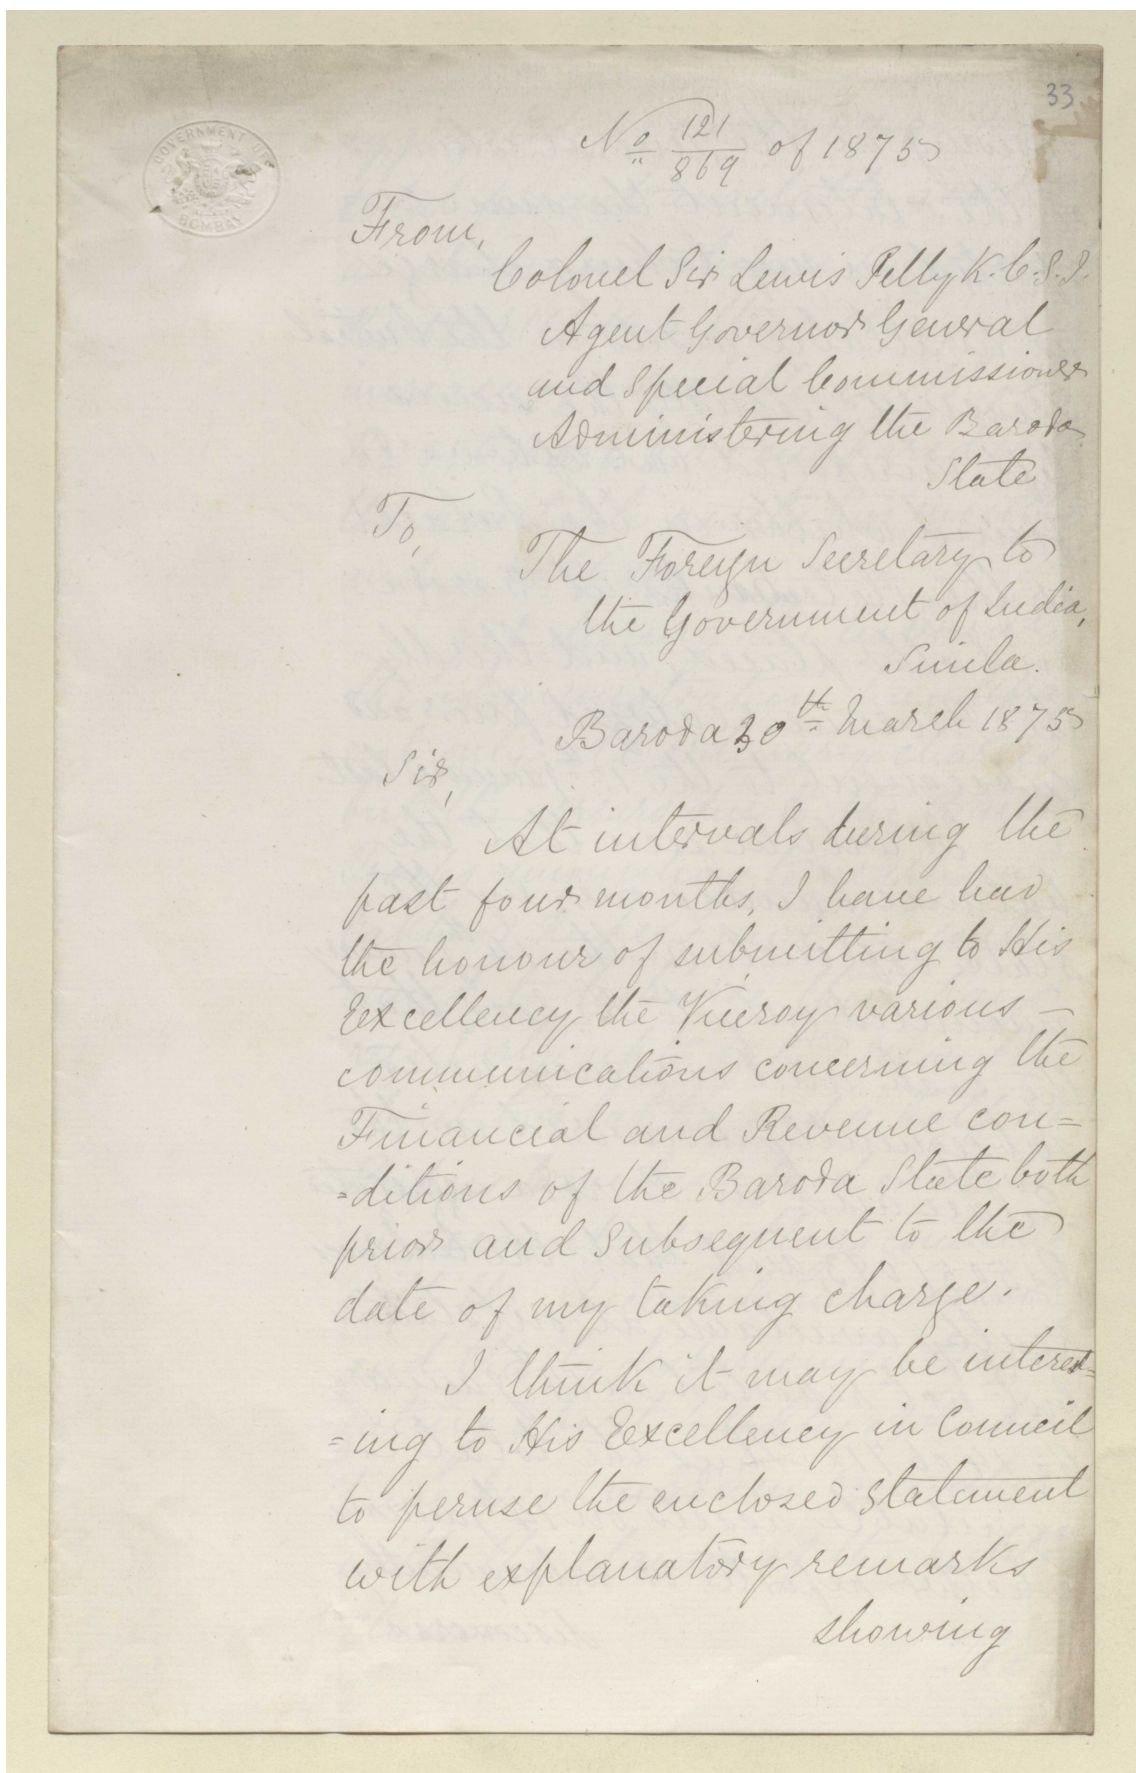 33
GOVERNMENT OF
BOMBAY
No 121/869 of 1875
From,
Colonel Sir Lewis Pelly K.C.S.I.
Agent Governor General
and Special Commissioner
Administering the Baroda
State
To,
The Foreign Secretary to
the Government of India,
Simla.
Baroda 30th March 1875
Sir,
At intervals during the
past four months, I have had
the honour of submitting to His
Excellency the Viceroy various –
communications concerning the
Financial and Revenue con=
=ditions of the Baroda State both
prior and Subsequent to the
date of my taking charge.
I think it may be interest=
=ing to His Excellency in Council
to peruse the enclosed Statement
with explanatory remarks
showing